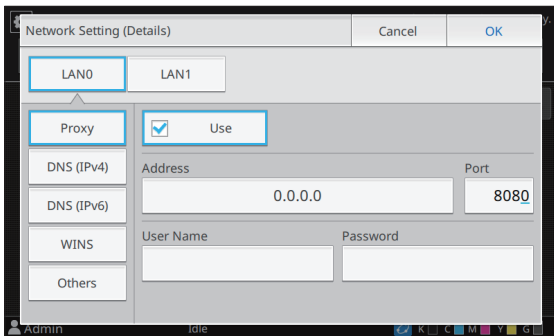 Network Setting (Details)
Cancel
OK
LAN0
LAN1
Proxy
Use
DNS (IPv4)
Address
Port
0.0.0.0
8080
DNS (IPv6)
WINS
User Name
Password
Others
Admin
Idle
K C M Y G